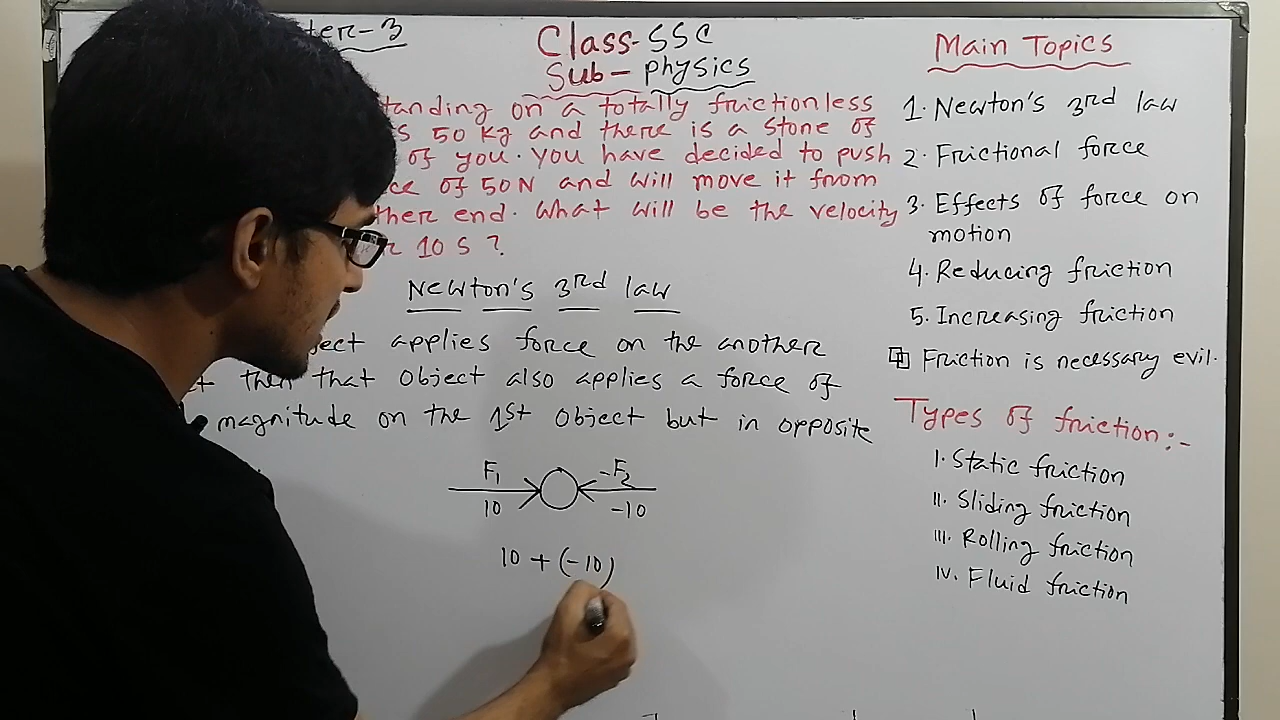 ter-3
Class-SSC
Sub-physics
tanding on a totally frictionless
50 kg and there is a stone of
of you. You have decided to push
ce of 50N and will move it from
ther end. What will be the velocity
10 s ?
Newton's 3rd law
ject applies force on the another
then that object also applies a force of
magnitude on the 1st object but in opposite
F1 -F2
10 -10
10 + (-10)
Main Topics
1. Newton's 3rd law
2. Frictional force
3. Effects of force on
motion
4. Reducing friction
5. Increasing friction
Friction is necessary evil.
Types of friction:-
I. Static friction
II. Sliding friction
III. Rolling friction
IV. Fluid friction